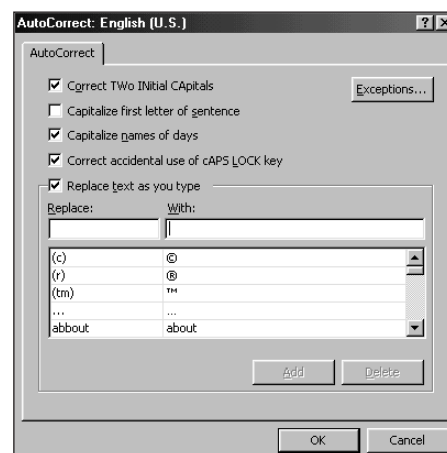 AutoCorrect: English (U.S.)
AutoCorrect
Correct TWo INitial CApitals
Exceptions...
Capitalize first letter of sentence
Capitalize names of days
Correct accidental use of cAPS LOCK key
Replace text as you type
Replace: With:
(c) ©
(r) ®
(tm) ™
... ...
abbout about
Add Delete
OK Cancel